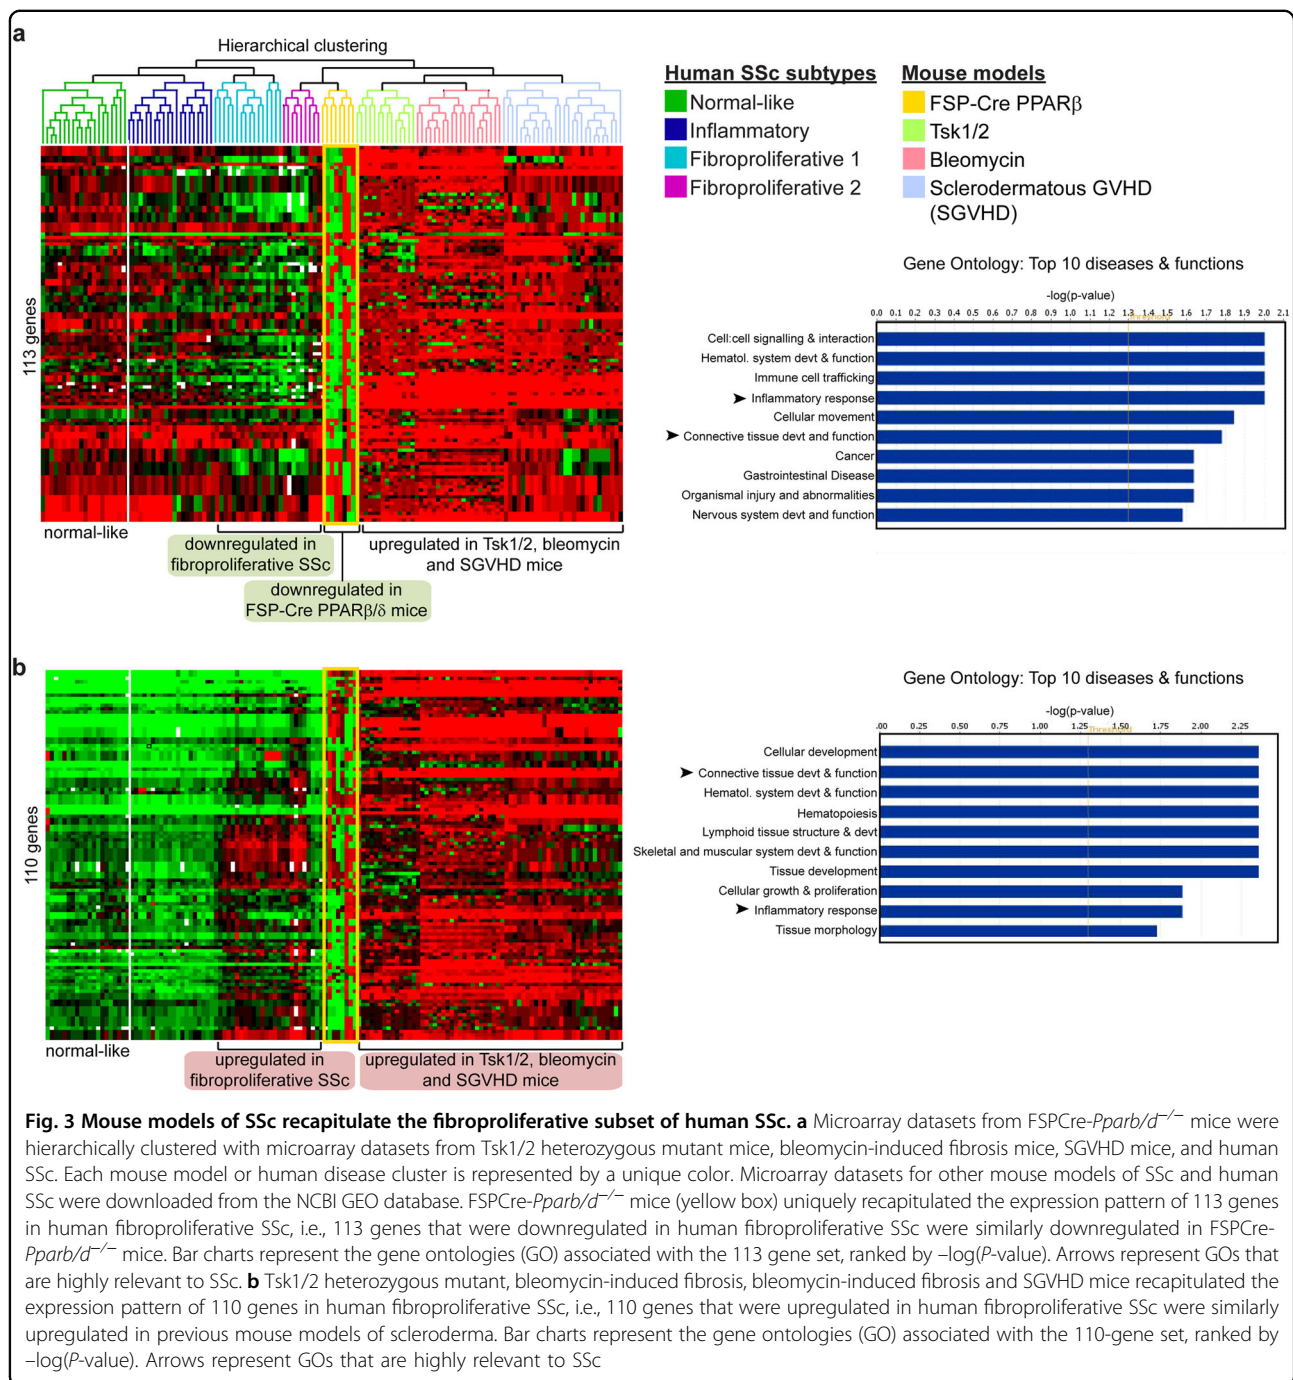 a
Hierarchical clustering
113 genes
normal-like
downregulated in
fibroproliferative SSc
upregulated in Tsk1/2, bleomycin
and SGVHD mice
downregulated in
FSP-Cre PPARβ/δ mice
Human SSc subtypes
Normal-like
Inflammatory
Fibroproliferative 1
Fibroproliferative 2
Mouse models
FSP-Cre PPARβ
Tsk1/2
Bleomycin
Sclerodermatous GVHD
(SGVHD)
Gene Ontology: Top 10 diseases & functions
-log(p-value)
0.0 0.1 0.2 0.3 0.4 0.5 0.6 0.7 0.8 0.9 1.0 1.1 1.2 1.3 1.4 1.5 1.6 1.7 1.8 1.9 2.0 2.1
Threshold
Cell:cell signalling & interaction
Hematol. system devt & function
Immune cell trafficking
Inflammatory response
Cellular movement
Connective tissue devt and function
Cancer
Gastrointestinal Disease
Organismal injury and abnormalities
Nervous system devt and function
b
110 genes
normal-like
upregulated in
fibroproliferative SSc
upregulated in Tsk1/2, bleomycin
and SGVHD mice
Gene Ontology: Top 10 diseases & functions
-log(p-value)
.00 0.25 0.50 0.75 1.00 1.25 1.50 1.75 2.00 2.25
Threshold
Cellular development
Connective tissue devt & function
Hematol. system devt & function
Hematopoiesis
Lymphoid tissue structure & devt
Skeletal and muscular system devt & function
Tissue development
Cellular growth & proliferation
Inflammatory response
Tissue morphology
Fig. 3 Mouse models of SSc recapitulate the fibroproliferative subset of human SSc. a Microarray datasets from FSPCre-Pparb/d−/− mice were
hierarchically clustered with microarray datasets from Tsk1/2 heterozygous mutant mice, bleomycin-induced fibrosis mice, SGVHD mice, and human
SSc. Each mouse model or human disease cluster is represented by a unique color. Microarray datasets for other mouse models of SSc and human
SSc were downloaded from the NCBI GEO database. FSPCre-Pparb/d−/− mice (yellow box) uniquely recapitulated the expression pattern of 113 genes
in human fibroproliferative SSc, i.e., 113 genes that were downregulated in human fibroproliferative SSc were similarly downregulated in FSPCre-
Pparb/d−/− mice. Bar charts represent the gene ontologies (GO) associated with the 113 gene set, ranked by –log(P-value). Arrows represent GOs that
are highly relevant to SSc. b Tsk1/2 heterozygous mutant, bleomycin-induced fibrosis, bleomycin-induced fibrosis and SGVHD mice recapitulated the
expression pattern of 110 genes in human fibroproliferative SSc, i.e., 110 genes that were upregulated in human fibroproliferative SSc were similarly
upregulated in previous mouse models of scleroderma. Bar charts represent the gene ontologies (GO) associated with the 110-gene set, ranked by
–log(P-value). Arrows represent GOs that are highly relevant to SSc